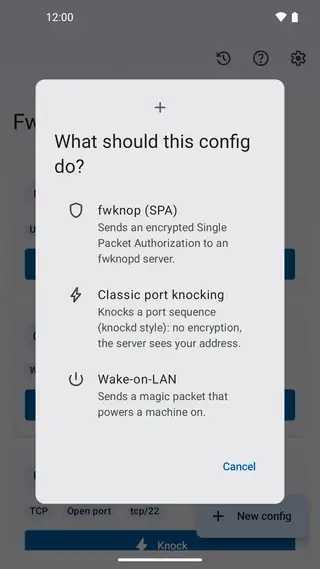 12:00
Fw
What should this config
do?
fwknop (SPA)
Sends an encrypted Single
Packet Authorization to an
fwknopd server.
Classic port knocking
Knocks a port sequence
(knockd style): no encryption,
the server sees your address.
Wake-on-LAN
Sends a magic packet that
powers a machine on.
Cancel
TCP Open port tcp/22
New config
Knock